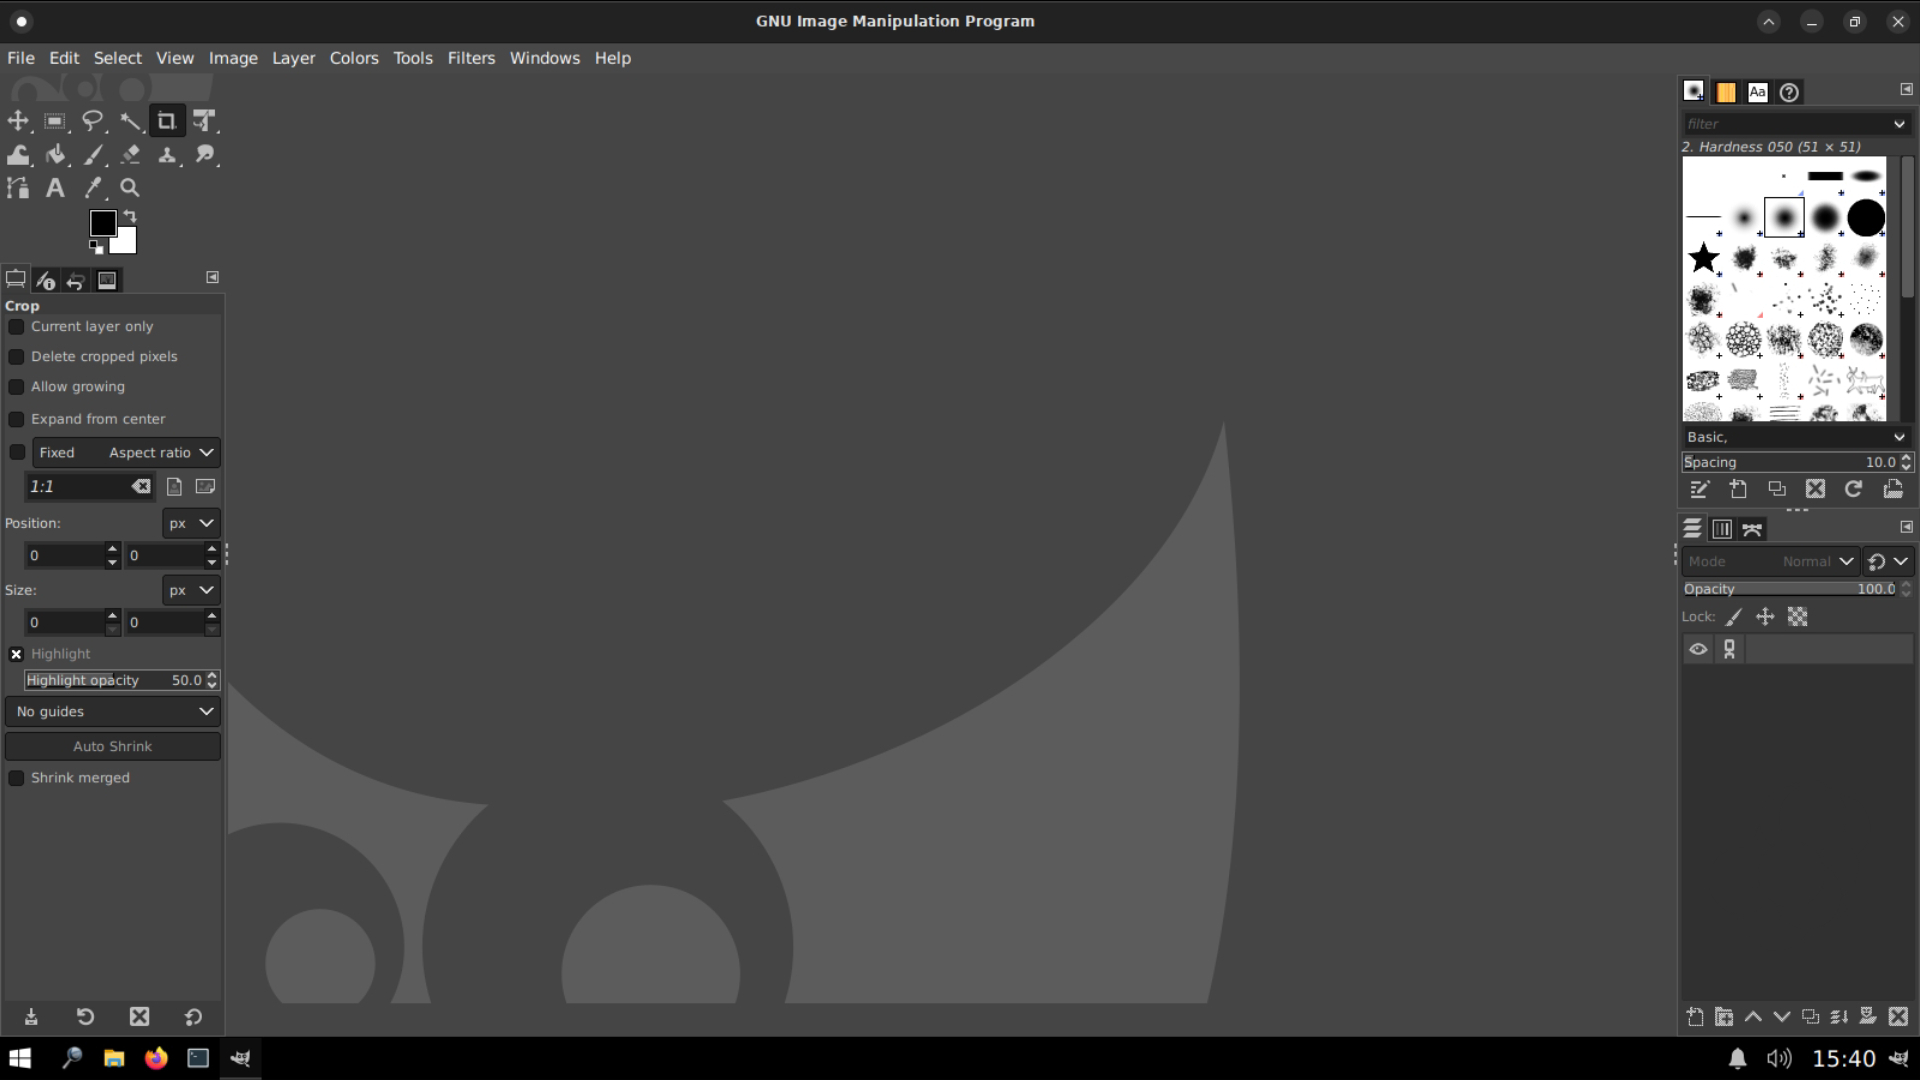 GNU Image Manipulation Program
File Edit Select View Image Layer Colors Tools Filters Windows Help
Crop
Current layer only
Delete cropped pixels
Allow growing
Expand from center
Fixed Aspect ratio
1:1
Position: px
0 0
Size: px
0 0
Highlight
Highlight opacity 50.0
No guides
Auto Shrink
Shrink merged
Aa
filter
2. Hardness 050 (51 × 51)
Basic,
Spacing 10.0
Mode Normal
Opacity 100.0
Lock:
15:40